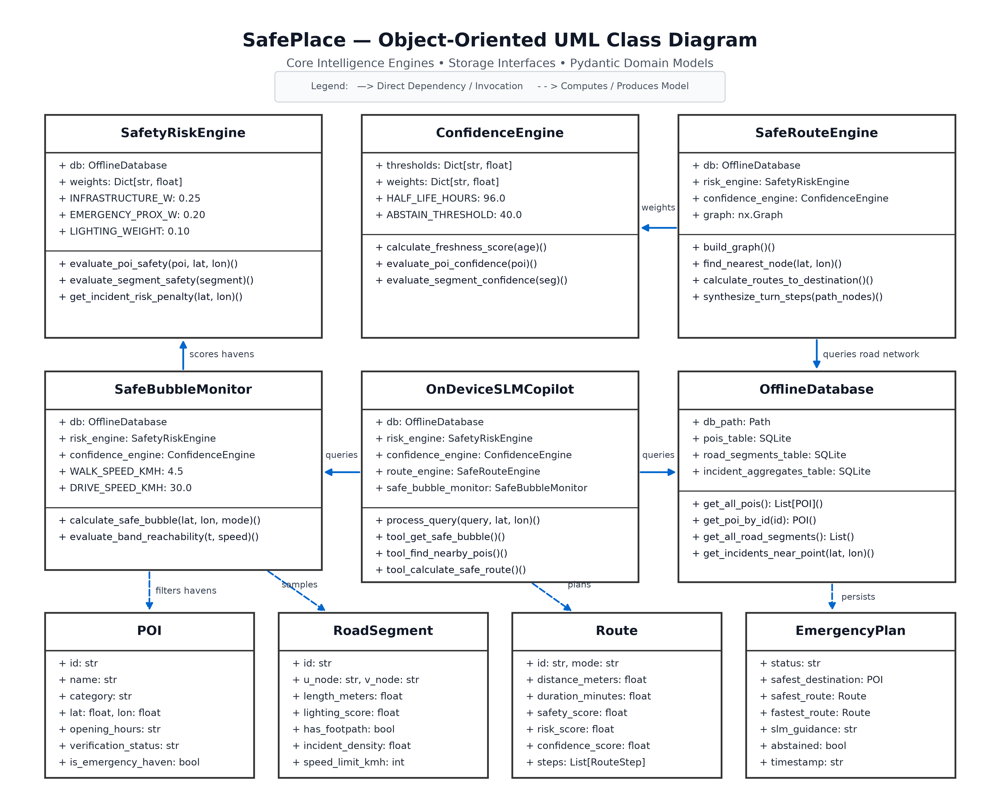 SafePlace — Object-Oriented UML Class Diagram
Core Intelligence Engines • Storage Interfaces • Pydantic Domain Models
Legend: —> Direct Dependency / Invocation - - > Computes / Produces Model
SafetyRiskEngine
+ db: OfflineDatabase
+ weights: Dict[str, float]
+ INFRASTRUCTURE_W: 0.25
+ EMERGENCY_PROX_W: 0.20
+ LIGHTING_WEIGHT: 0.10
+ evaluate_poi_safety(poi, lat, lon)()
+ evaluate_segment_safety(segment)()
+ get_incident_risk_penalty(lat, lon)()
ConfidenceEngine
+ thresholds: Dict[str, float]
+ weights: Dict[str, float]
+ HALF_LIFE_HOURS: 96.0
+ ABSTAIN_THRESHOLD: 40.0
+ calculate_freshness_score(age)()
+ evaluate_poi_confidence(poi)()
+ evaluate_segment_confidence(seg)()
weights
SafeRouteEngine
+ db: OfflineDatabase
+ risk_engine: SafetyRiskEngine
+ confidence_engine: ConfidenceEngine
+ graph: nx.Graph
+ build_graph()()
+ find_nearest_node(lat, lon)()
+ calculate_routes_to_destination()()
+ synthesize_turn_steps(path_nodes)()
scores havens
queries road network
SafeBubbleMonitor
+ db: OfflineDatabase
+ risk_engine: SafetyRiskEngine
+ confidence_engine: ConfidenceEngine
+ WALK_SPEED_KMH: 4.5
+ DRIVE_SPEED_KMH: 30.0
+ calculate_safe_bubble(lat, lon, mode)()
+ evaluate_band_reachability(t, speed)()
queries
OnDeviceSLMCopilot
+ db: OfflineDatabase
+ risk_engine: SafetyRiskEngine
+ confidence_engine: ConfidenceEngine
+ route_engine: SafeRouteEngine
+ safe_bubble_monitor: SafeBubbleMonitor
+ process_query(query, lat, lon)()
+ tool_get_safe_bubble()()
+ tool_find_nearby_pois()()
+ tool_calculate_safe_route()()
queries
OfflineDatabase
+ db_path: Path
+ pois_table: SQLite
+ road_segments_table: SQLite
+ incident_aggregates_table: SQLite
+ get_all_pois(): List[POI]()
+ get_poi_by_id(id): POI()
+ get_all_road_segments(): List()
+ get_incidents_near_point(lat, lon)()
filters havens
samples
plans
persists
POI
+ id: str
+ name: str
+ category: str
+ lat: float, lon: float
+ opening_hours: str
+ verification_status: str
+ is_emergency_haven: bool
RoadSegment
+ id: str
+ u_node: str, v_node: str
+ length_meters: float
+ lighting_score: float
+ has_footpath: bool
+ incident_density: float
+ speed_limit_kmh: int
Route
+ id: str, mode: str
+ distance_meters: float
+ duration_minutes: float
+ safety_score: float
+ risk_score: float
+ confidence_score: float
+ steps: List[RouteStep]
EmergencyPlan
+ status: str
+ safest_destination: POI
+ safest_route: Route
+ fastest_route: Route
+ slm_guidance: str
+ abstained: bool
+ timestamp: str